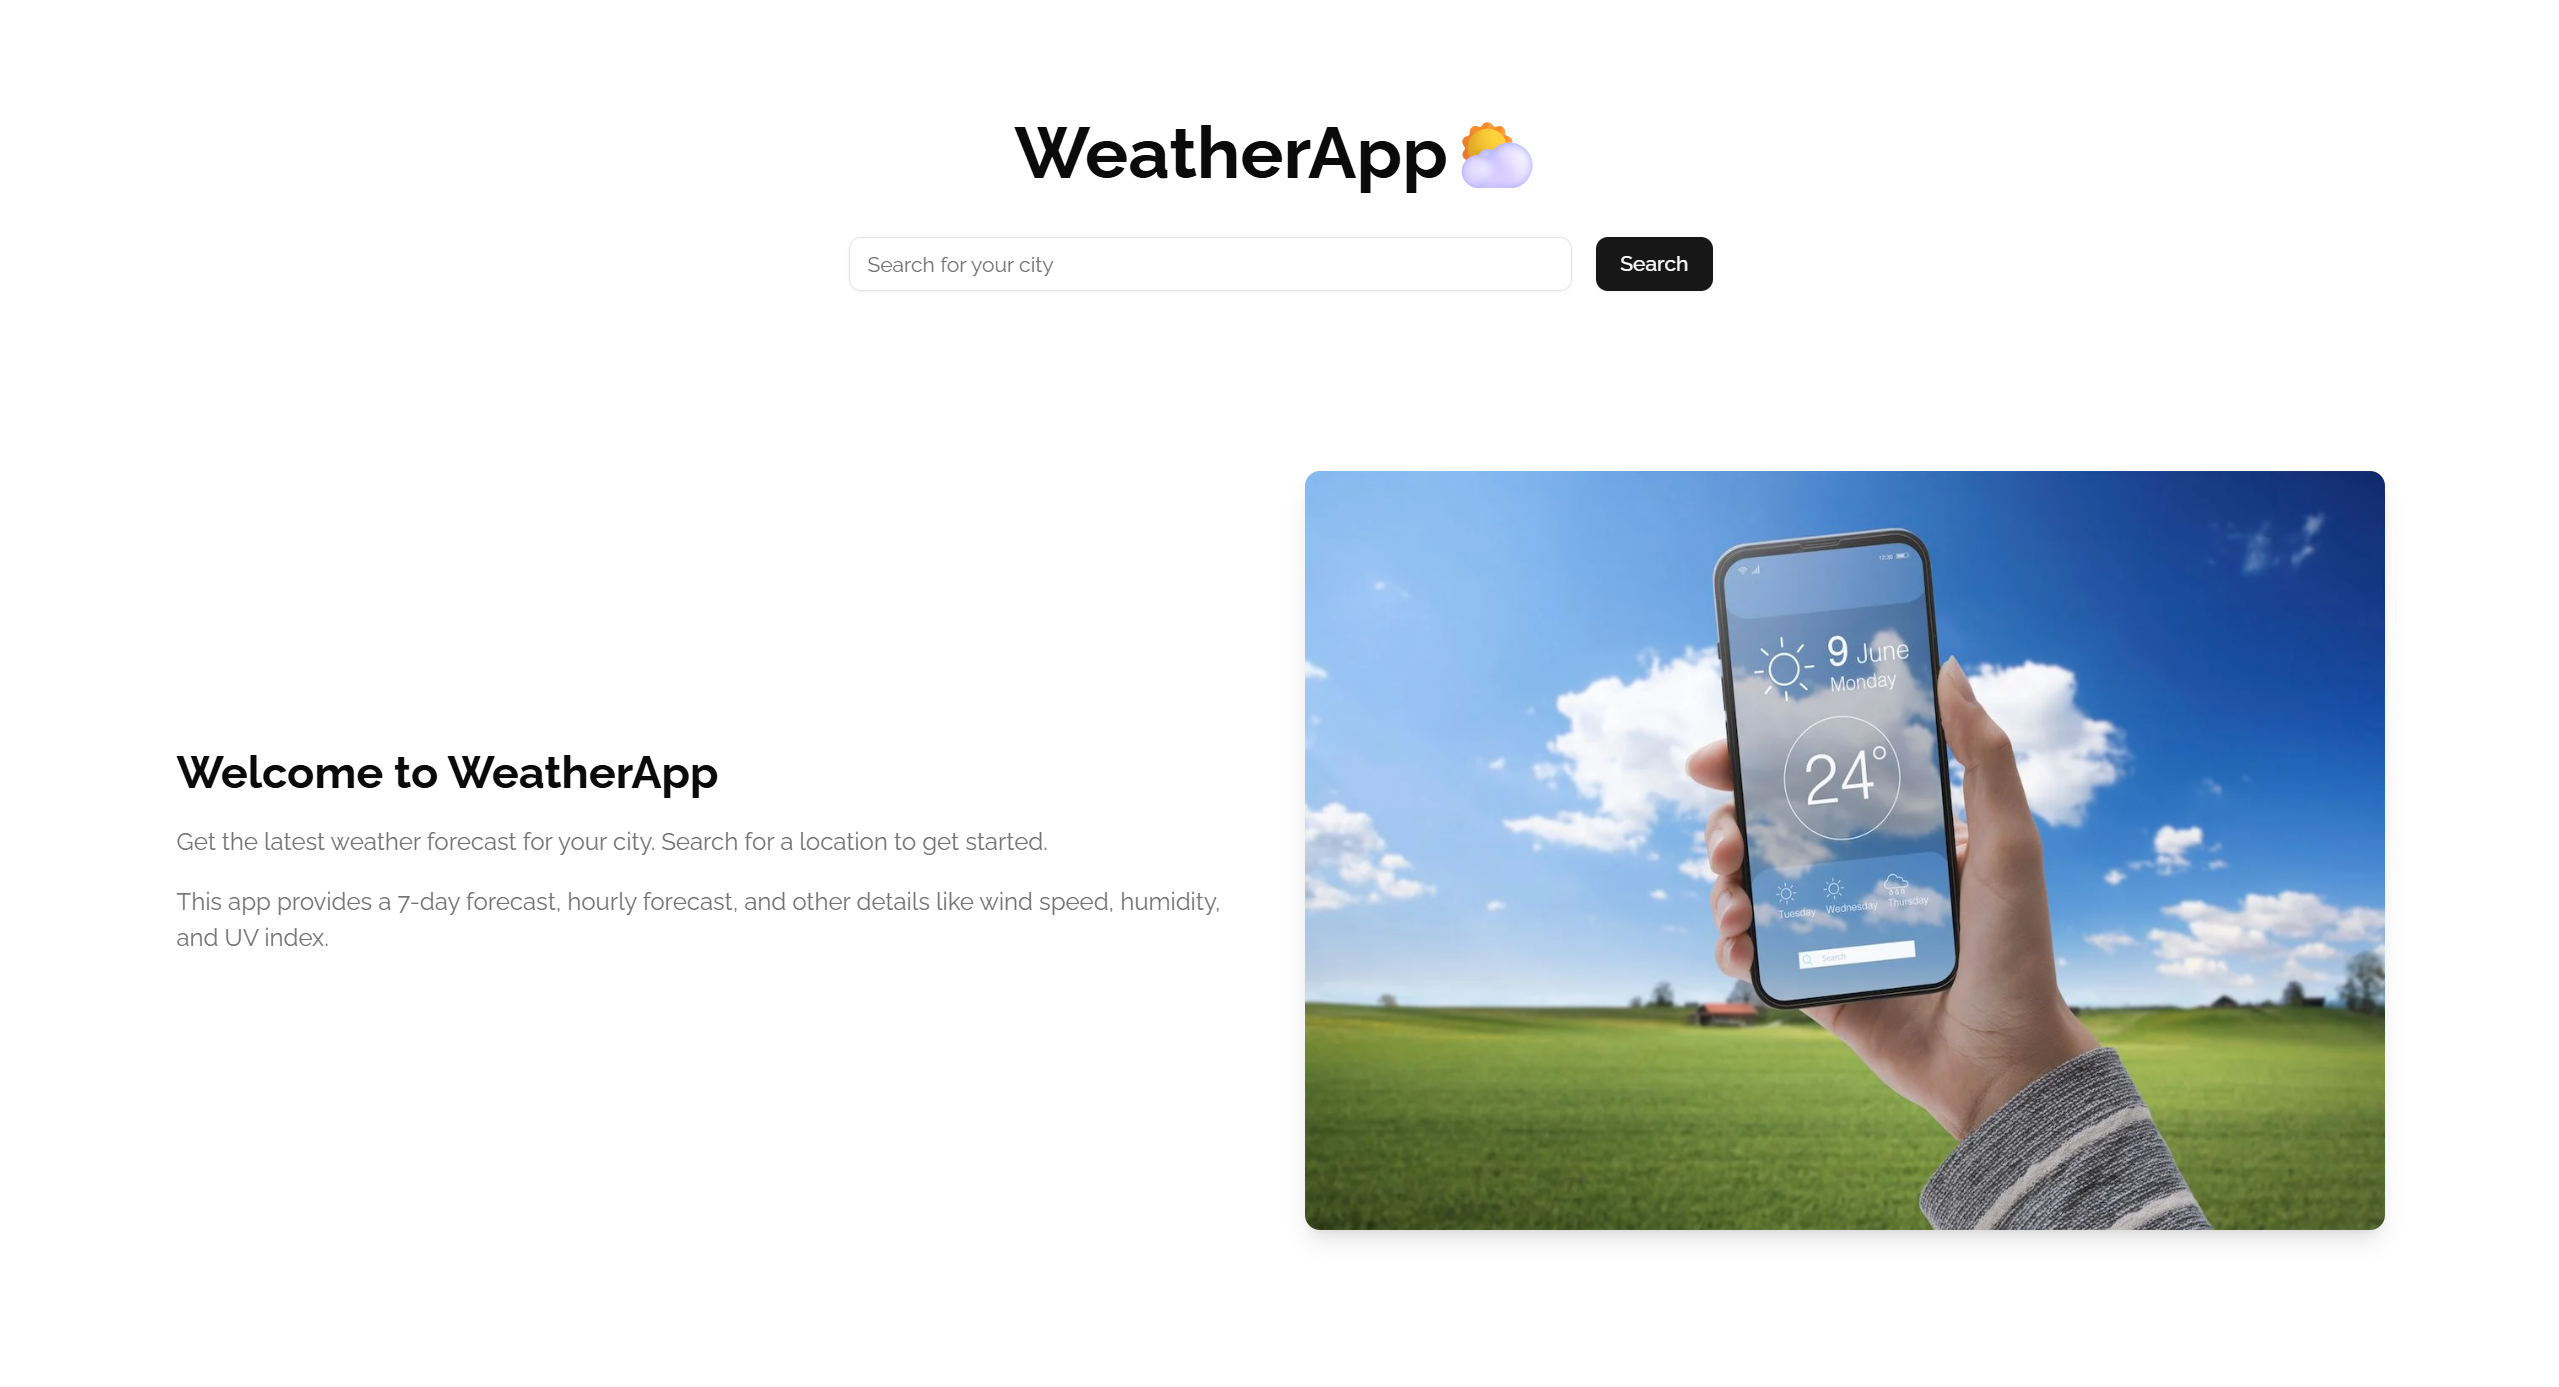 WeatherApp
Search for your city
Search
Welcome to WeatherApp
Get the latest weather forecast for your city. Search for a location to get started.
This app provides a 7-day forecast, hourly forecast, and other details like wind speed, humidity,
and UV index.
9 June
Monday
24°
Tuesday Wednesday Thursday
Search